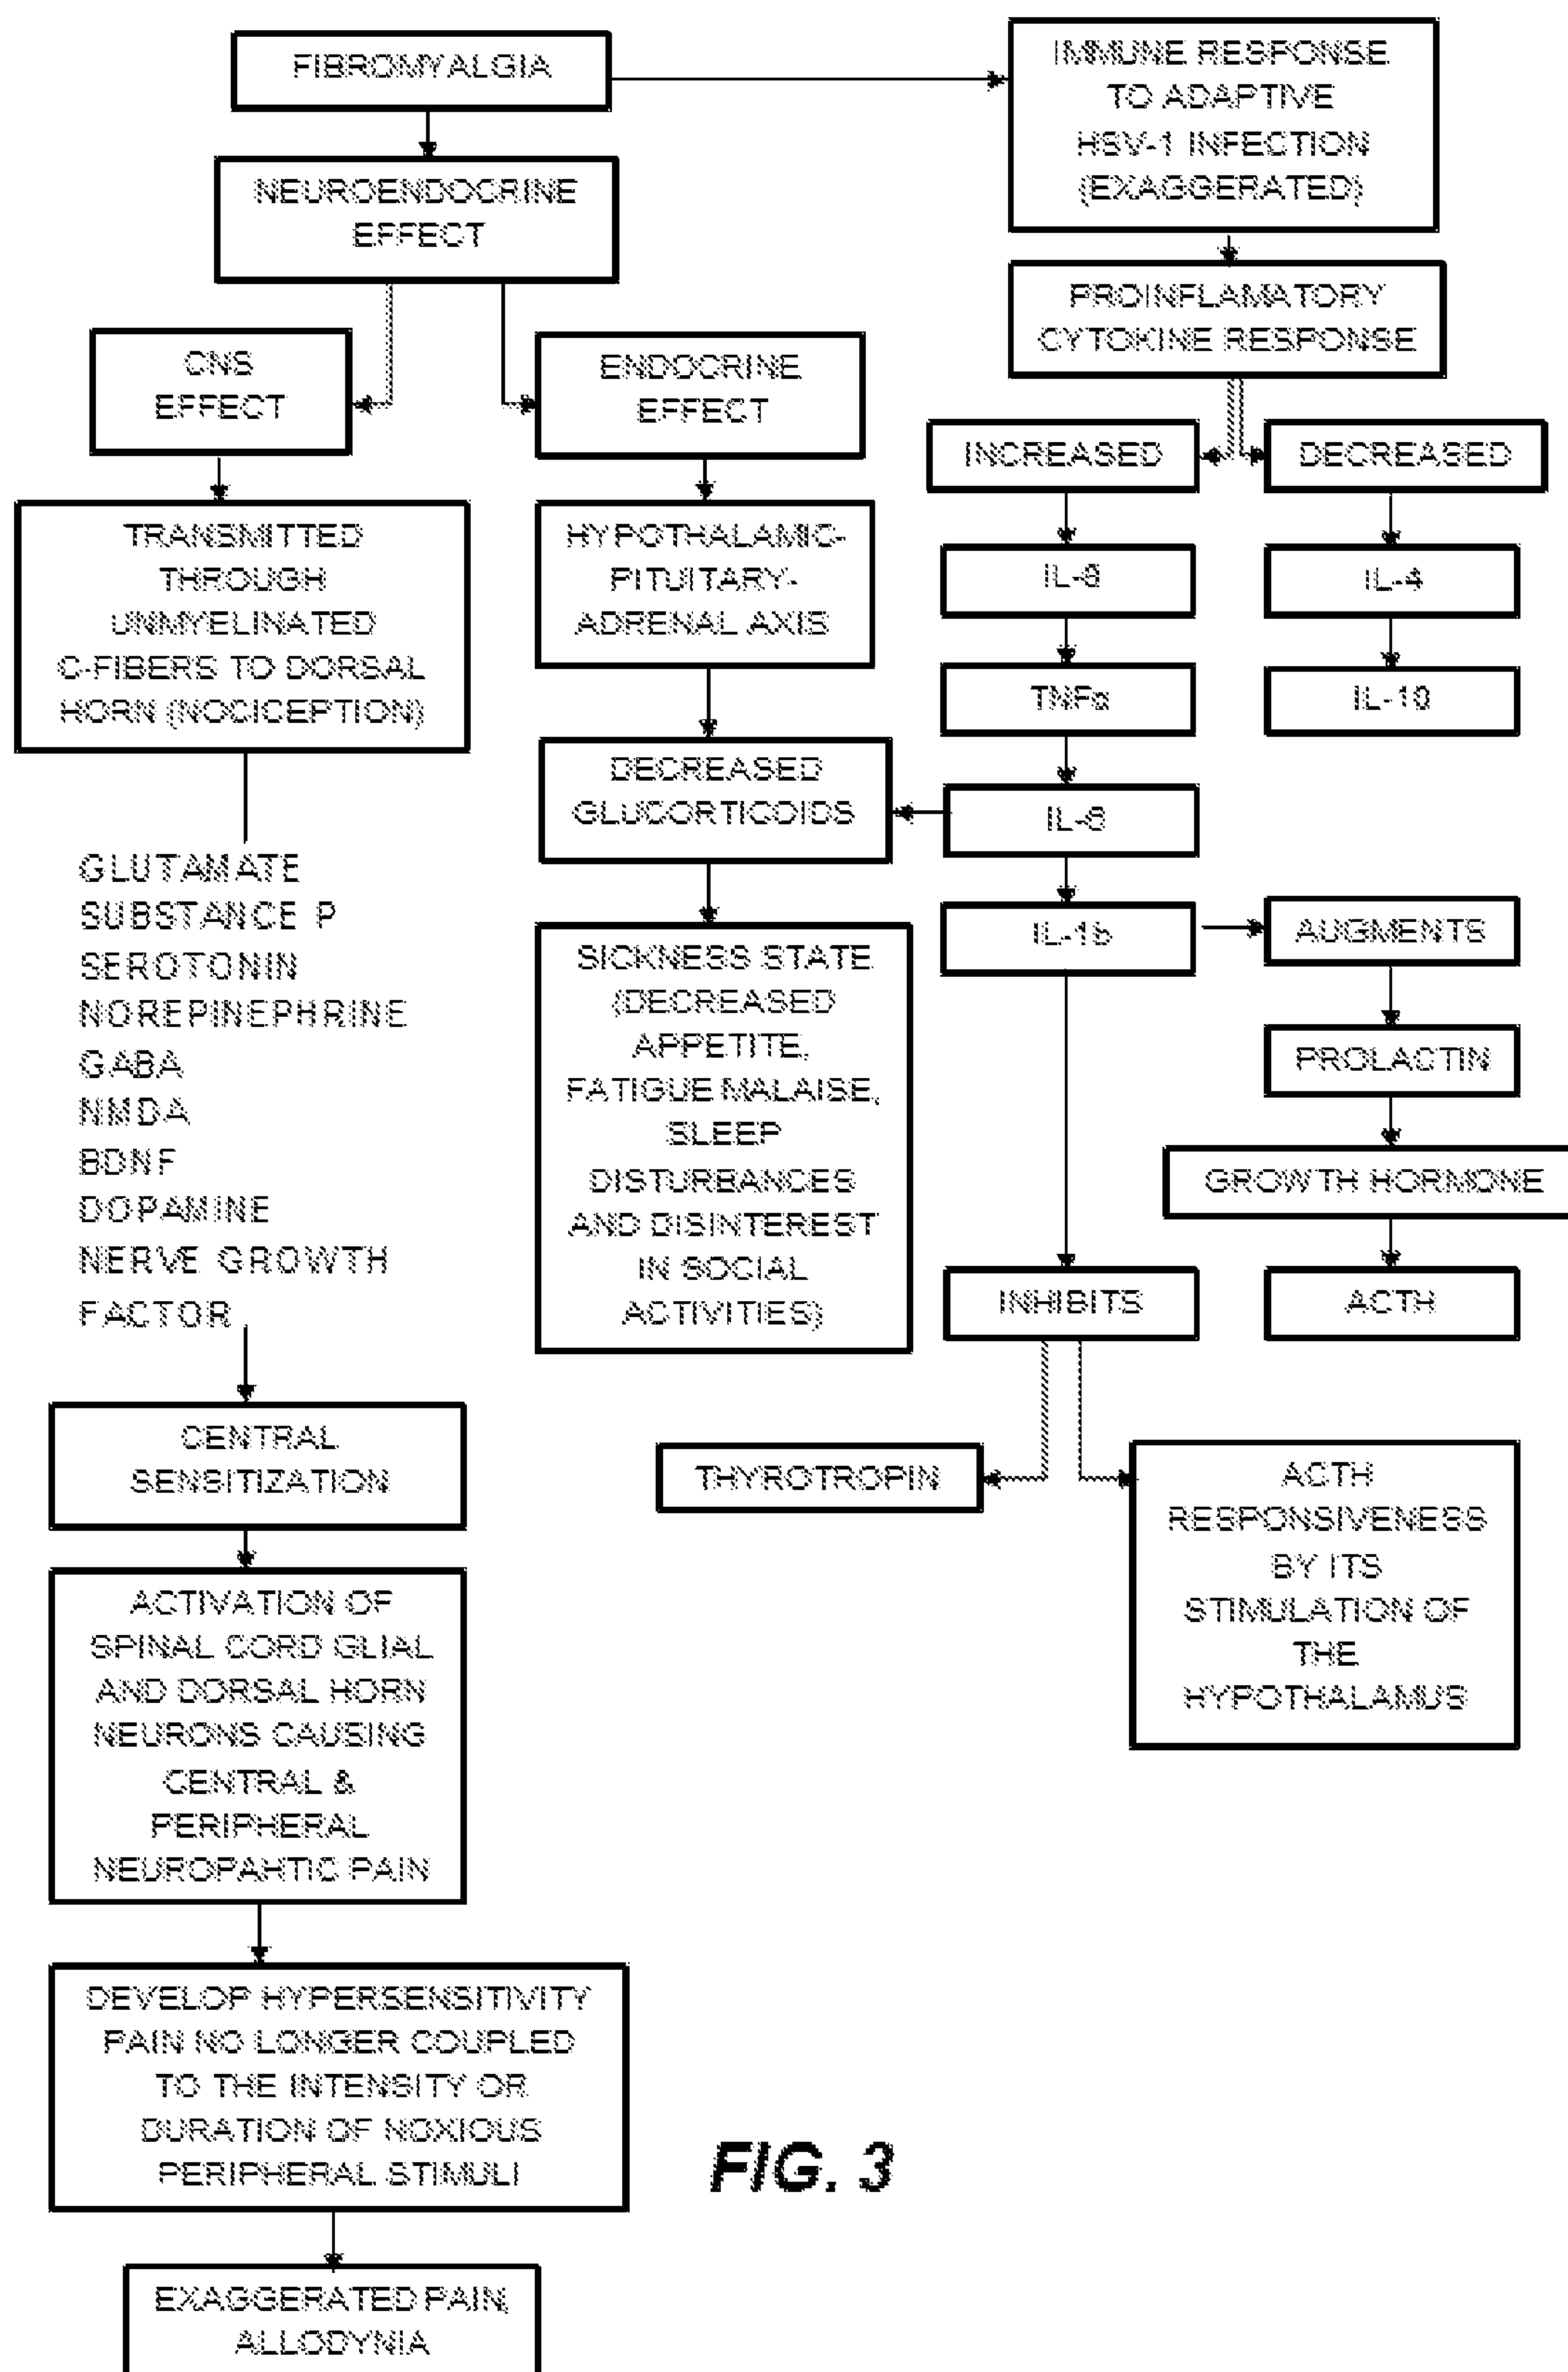 FIBROMYALGIA
IMMUNE RESPONSE
TO ADAPTIVE
HSV-1 INFECTION
(EXAGGERATED)
NEUROENDOCRINE
EFFECT
PROINFLAMATORY
CYTOKINE RESPONSE
CNS
EFFECT
ENDOCRINE
EFFECT
INCREASED
DECREASED
TRANSMITTED
THROUGH
UNMYELINATED
C-FIBERS TO DORSAL
HORN (NOCICEPTION)
HYPOTHALAMIC-
PITUITARY-
ADRENAL AXIS
IL-4
TNFα
IL-10
DECREASED
GLUCORTICOIDS
GLUTAMATE
SUBSTANCE P
SEROTONIN
NOREPINEPHRINE
GABA
NMDA
BDNF
DOPAMINE
NERVE GROWTH
FACTOR
SICKNESS STATE
(DECREASED
APPETITE,
FATIGUE MALAISE,
SLEEP
DISTURBANCES
AND DISINTEREST
IN SOCIAL
ACTIVITIES)
IL-1b
AUGMENTS
PROLACTIN
GROWTH HORMONE
INHIBITS
ACTH
CENTRAL
SENSITIZATION
THYROTROPIN
ACTH
RESPONSIVENESS
BY ITS
STIMULATION OF
THE
HYPOTHALAMUS
ACTIVATION OF
SPINAL CORD GLIAL
AND DORSAL HORN
NEURONS CAUSING
CENTRAL &
PERIPHERAL
NEUROPAHTIC PAIN
DEVELOP HYPERSENSITIVITY
PAIN NO LONGER COUPLED
TO THE INTENSITY OR
DURATION OF NOXIOUS
PERIPHERAL STIMULI
FIG. 3
EXAGGERATED PAIN,
ALLODYNIA